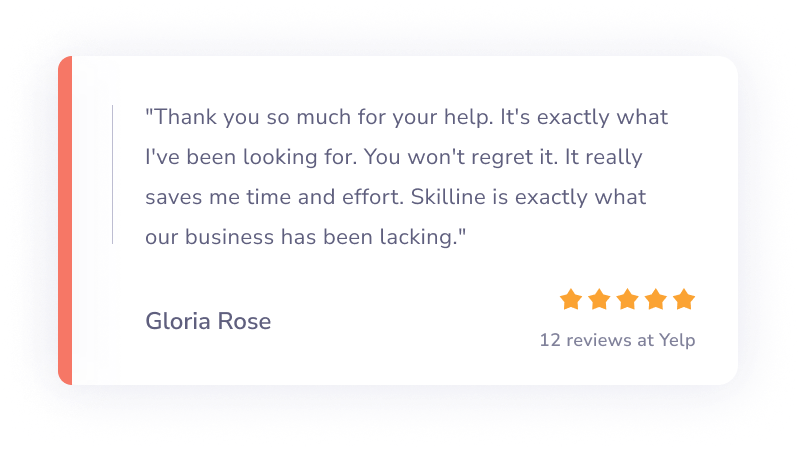 "Thank you so much for your help. It's exactly what
I've been looking for. You won't regret it. It really
saves me time and effort. Skilline is exactly what
our business has been lacking."
Gloria Rose
12 reviews at Yelp